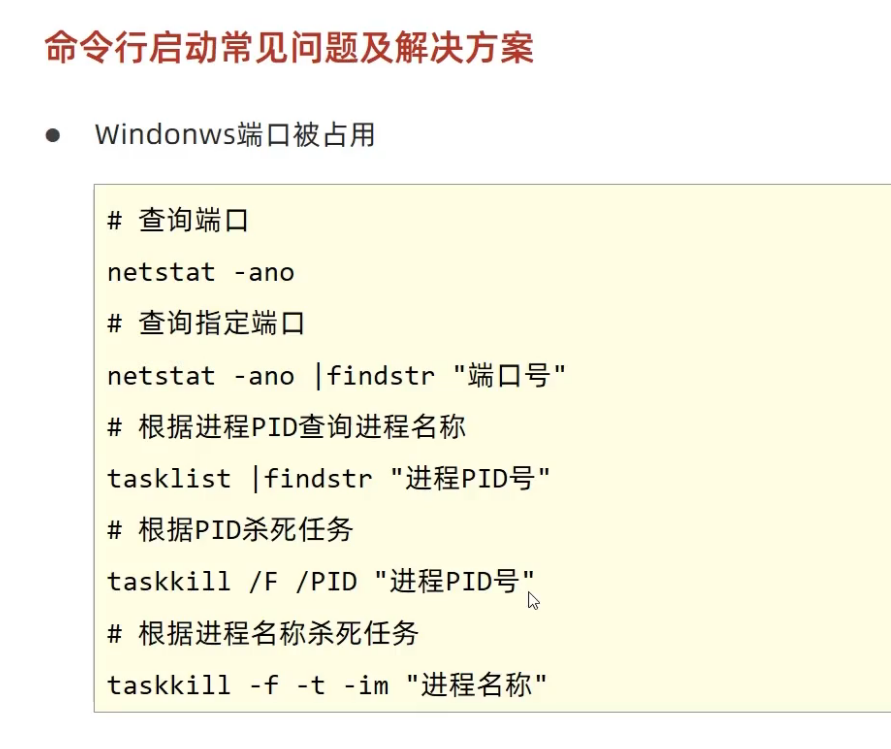 命令行启动常见问题及解决方案
● Windonws端口被占用
# 查询端口
netstat -ano
# 查询指定端口
netstat -ano |findstr "端口号"
# 根据进程PID查询进程名称
tasklist |findstr "进程PID号"
# 根据PID杀死任务
taskkill /F /PID "进程PID号"
# 根据进程名称杀死任务
taskkill -f -t -im "进程名称"